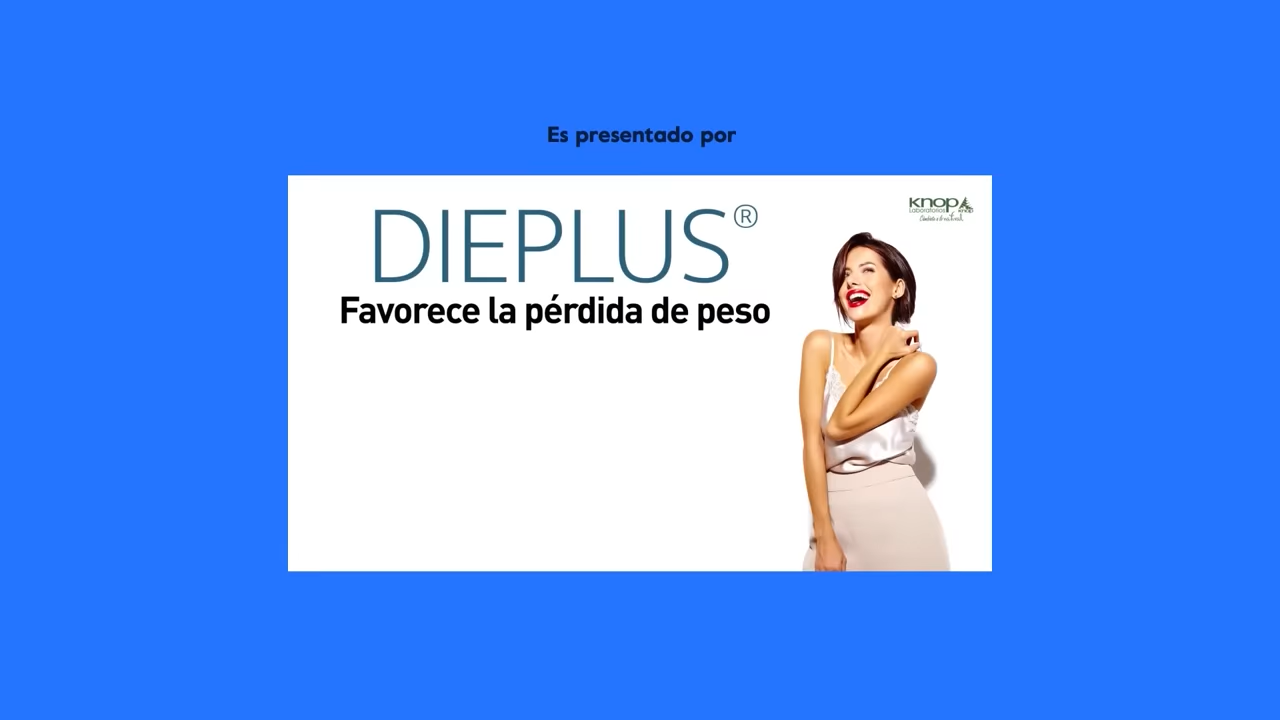 Es presentado por
DIEPLUS®
Favorece la pérdida de peso
Knop
Laboratorios